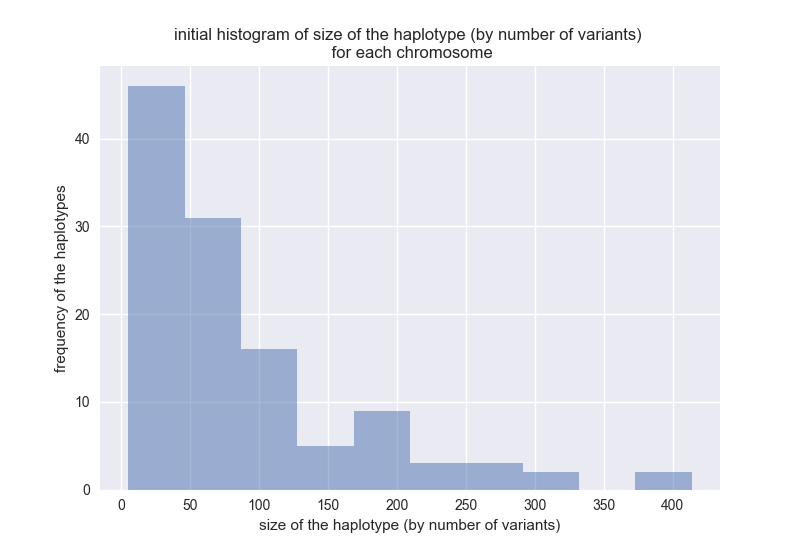 initial histogram of size of the haplotype (by number of variants)
for each chromosome
frequency of the haplotypes
40
30
20
10
0
0 50 100 150 200 250 300 350 400
size of the haplotype (by number of variants)